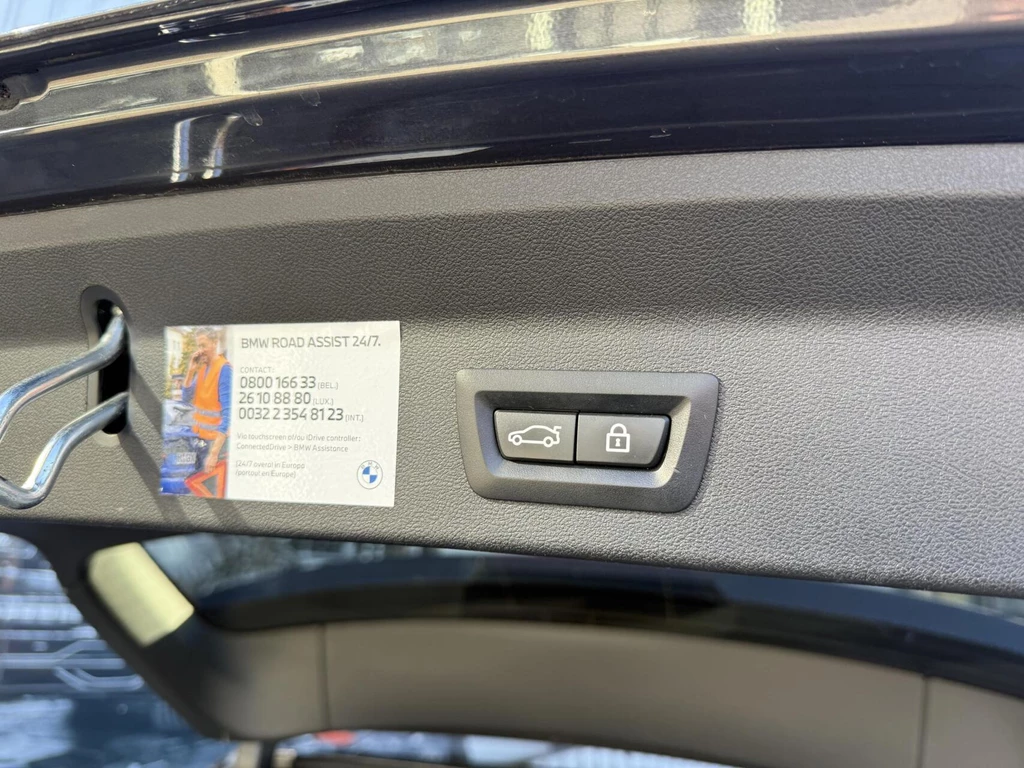 BMW ROAD ASSIST 24/7.
CONTACT:
0800 166 33 (BEL.)
26 10 88 80 (LUX.)
0032 2 354 81 23 (INT.)
Via touchscreen of/ou iDrive controller:
ConnectedDrive > BMW Assistance
(24/7 overal in Europa
/partout en Europe)